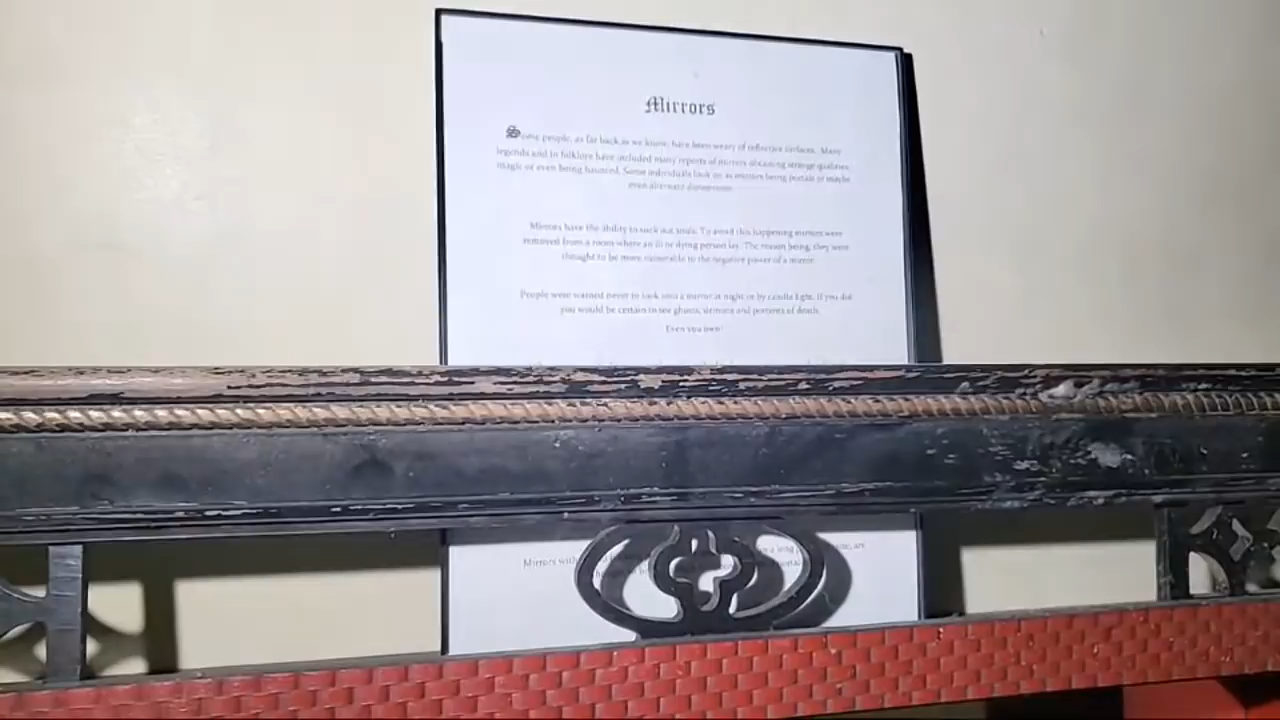 Mirrors
Some people, as far back as we know, have been weary of reflective surfaces. Many
legends and in folklore have included many reports of mirrors obtaining strange qualities,
magic or even being haunted. Some individuals look on as mirrors being portals or maybe
even alternate dimensions
Mirrors have the ability to suck out souls. To avoid this happening mirrors were
removed from a room where an ill or dying person lay. The reason being, they were
thought to be more vulnerable to the negative power of a mirror.
People were warned never to look into a mirror at night or by candle light. If you did
you would be certain to see ghosts, demons and portents of death.
Even you own!
Mirrors with a long are